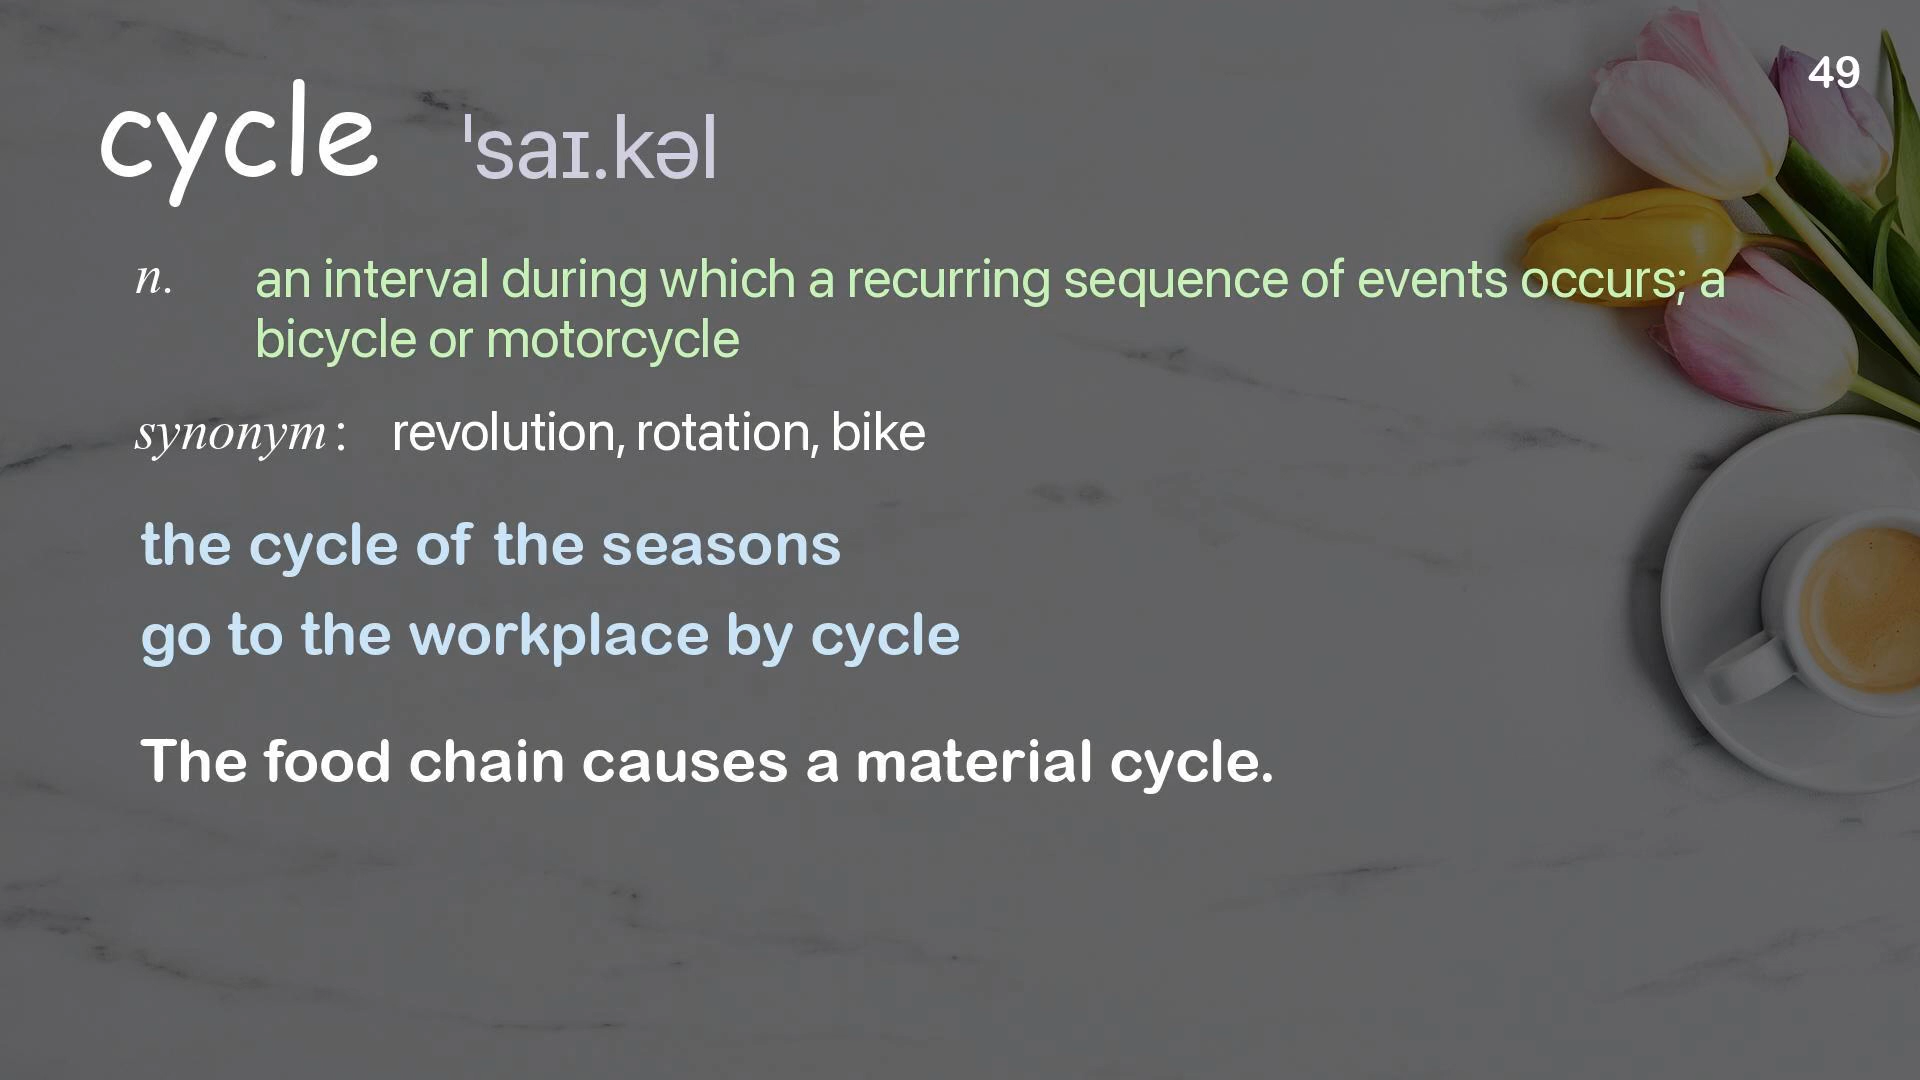 49
cycle ˈsaɪ.kəl
n. an interval during which a recurring sequence of events occurs; a
bicycle or motorcycle
synonym: revolution, rotation, bike
the cycle of the seasons
go to the workplace by cycle
The food chain causes a material cycle.